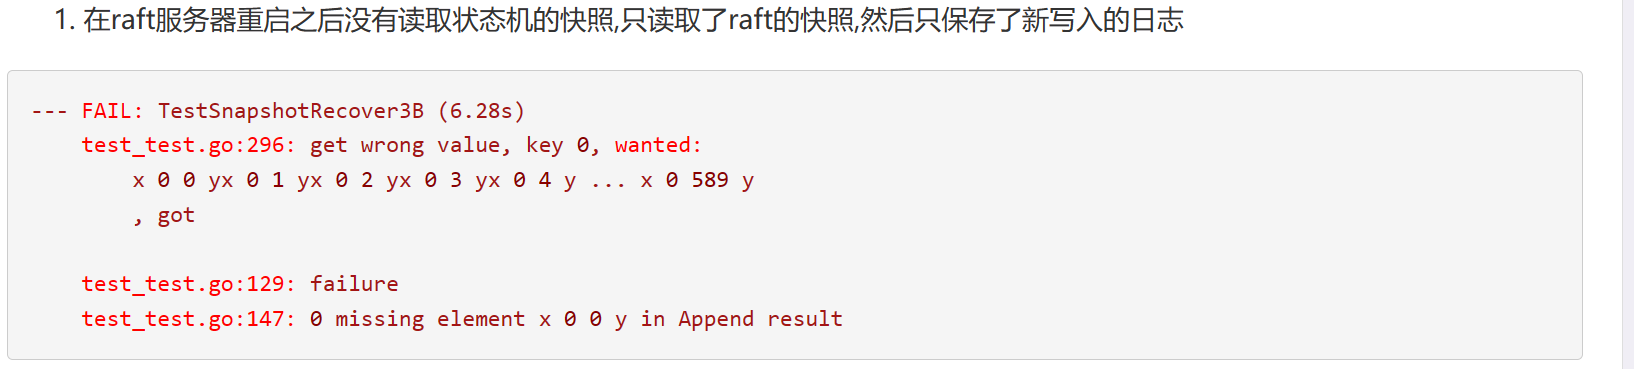 1. 在raft服务器重启之后没有读取状态机的快照,只读取了raft的快照,然后只保存了新写入的日志
--- FAIL: TestSnapshotRecover3B (6.28s)
    test_test.go:296: get wrong value, key 0, wanted:
        x 0 0 yx 0 1 yx 0 2 yx 0 3 yx 0 4 y ... x 0 589 y
        , got
    test_test.go:129: failure
    test_test.go:147: 0 missing element x 0 0 y in Append result